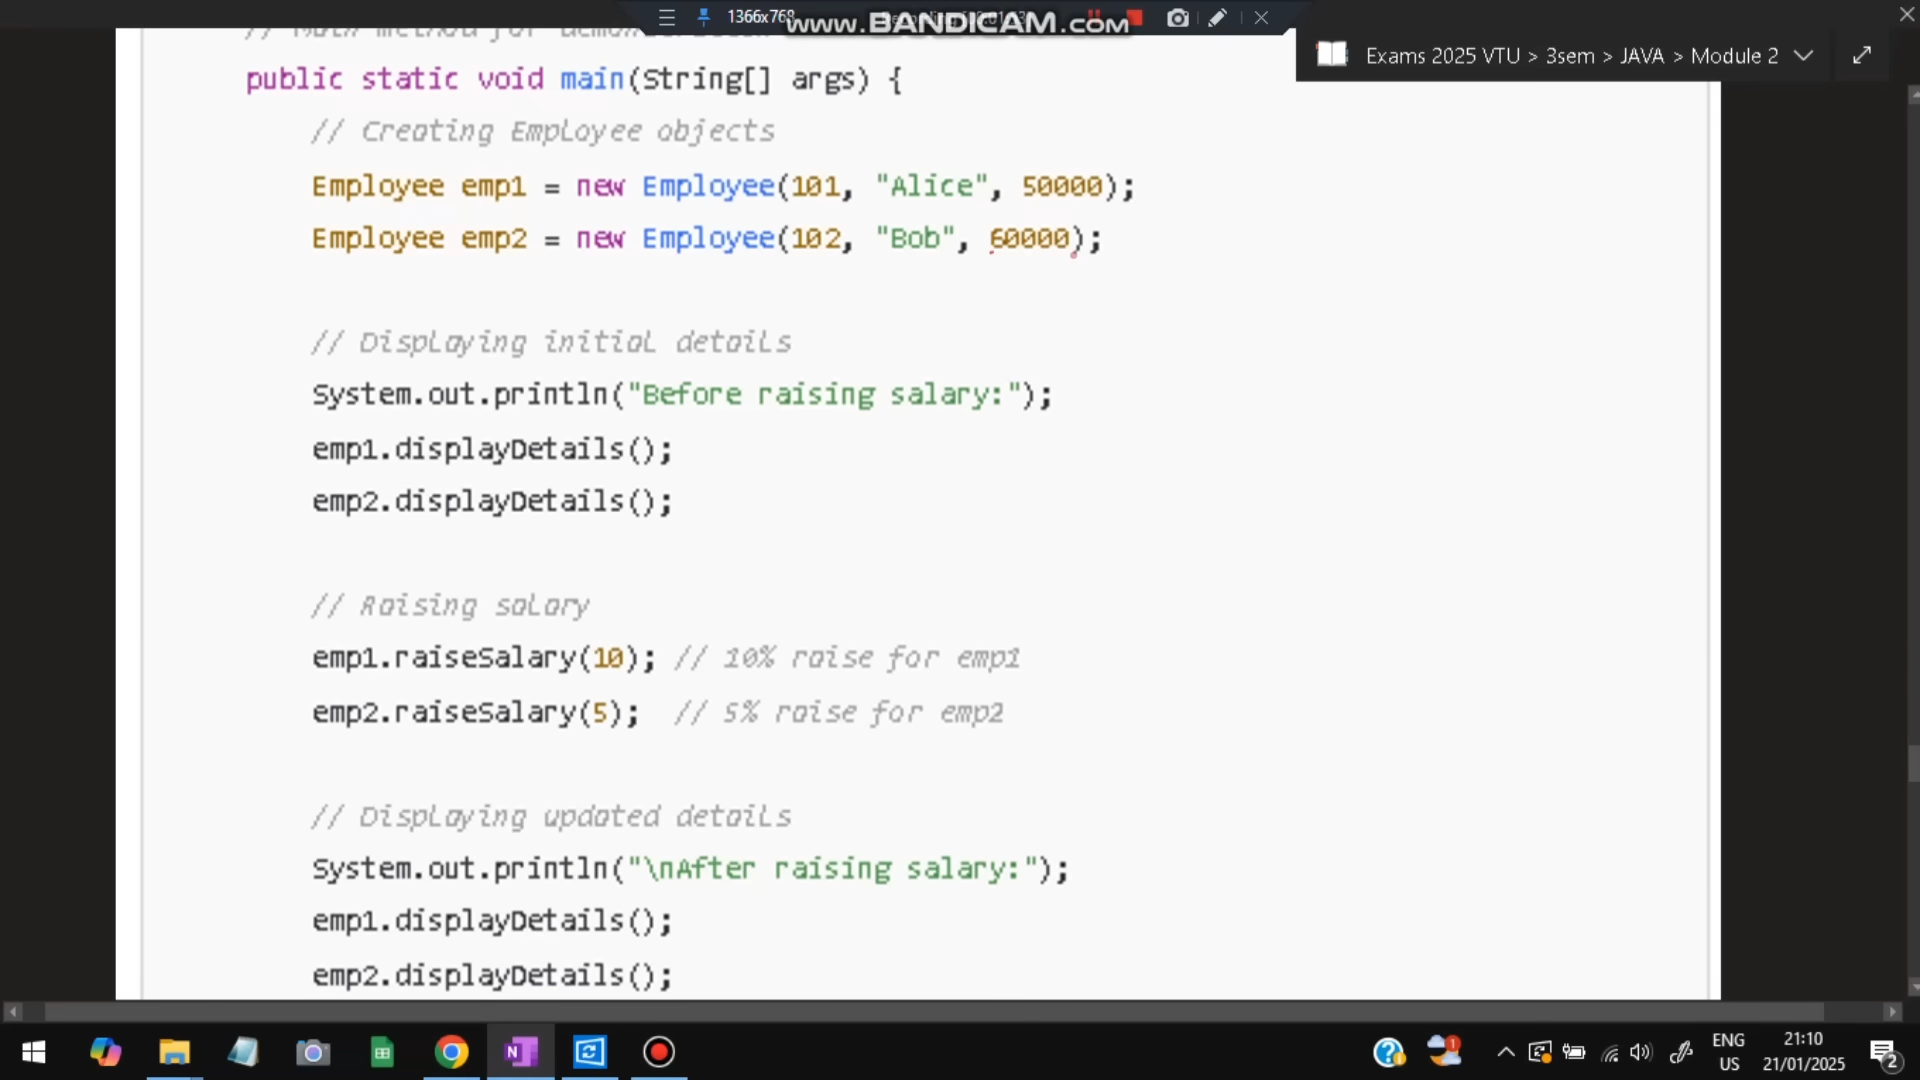 1366x768
www.BANDICAM.com
Exams 2025 VTU > 3sem > JAVA > Module 2
public static void main(String[] args) {
// Creating Employee objects
Employee emp1 = new Employee(101, "Alice", 50000);
Employee emp2 = new Employee(102, "Bob", 60000);
// Displaying initial details
System.out.println("Before raising salary:");
emp1.displayDetails();
emp2.displayDetails();
// Raising salary
emp1.raiseSalary(10); // 10% raise for emp1
emp2.raiseSalary(5); // 5% raise for emp2
// Displaying updated details
System.out.println("\nAfter raising salary:");
emp1.displayDetails();
emp2.displayDetails();
ENG
US
21:10
21/01/2025
2